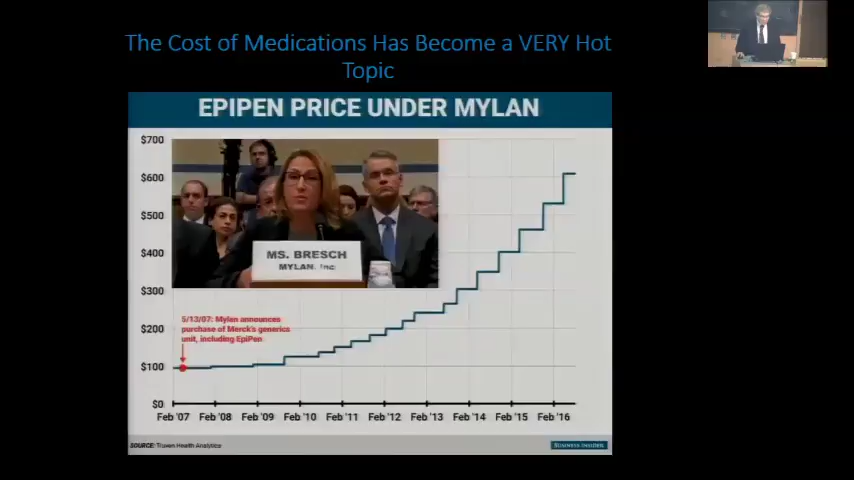 The Cost of Medications Has Become a VERY Hot
Topic
EPIPEN PRICE UNDER MYLAN
$700
$600
$500
$400
$300
$200
$100
$0
MS. BRESCH
MYLAN, Inc
5/13/07: Mylan announces
purchase of Merck's generics
unit, including EpiPen
Feb '07 Feb '08 Feb '09 Feb '10 Feb '11 Feb '12 Feb '13 Feb '14 Feb '15 Feb '16
SOURCE: Truven Health Analytics
BUSINESS INSIDER